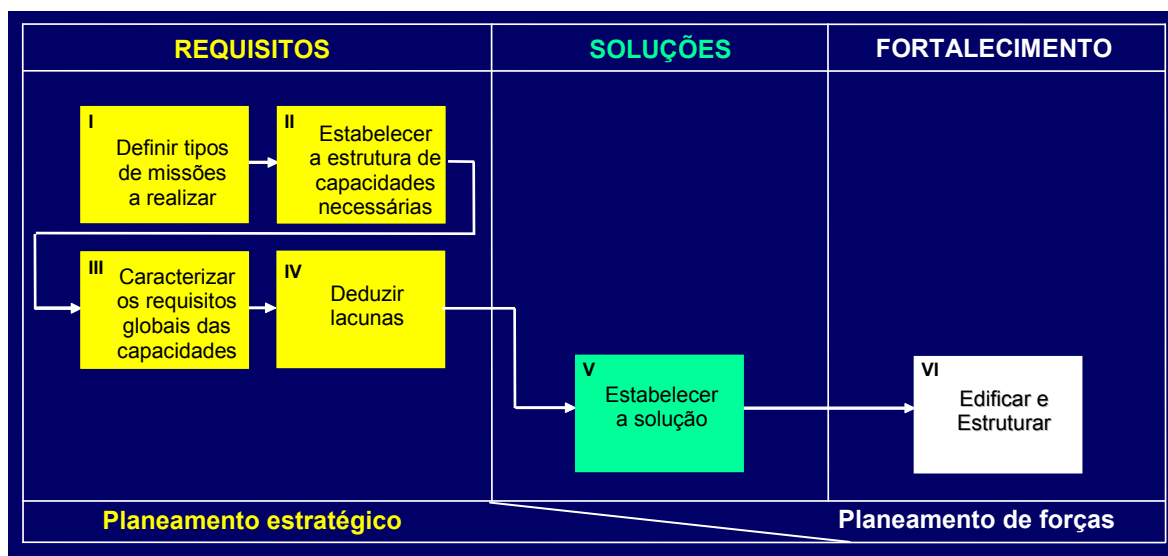 REQUISITOS
SOLUÇÕES
FORTALECIMENTO
I
Definir tipos
de missões
a realizar
II
Estabelecer
a estrutura de
capacidades
necessárias
III
Caracterizar
os requisitos
globais das
capacidades
IV
Deduzir
lacunas
V
Estabelecer
a solução
VI
Edificar e
Estruturar
Planeamento estratégico
Planeamento de forças